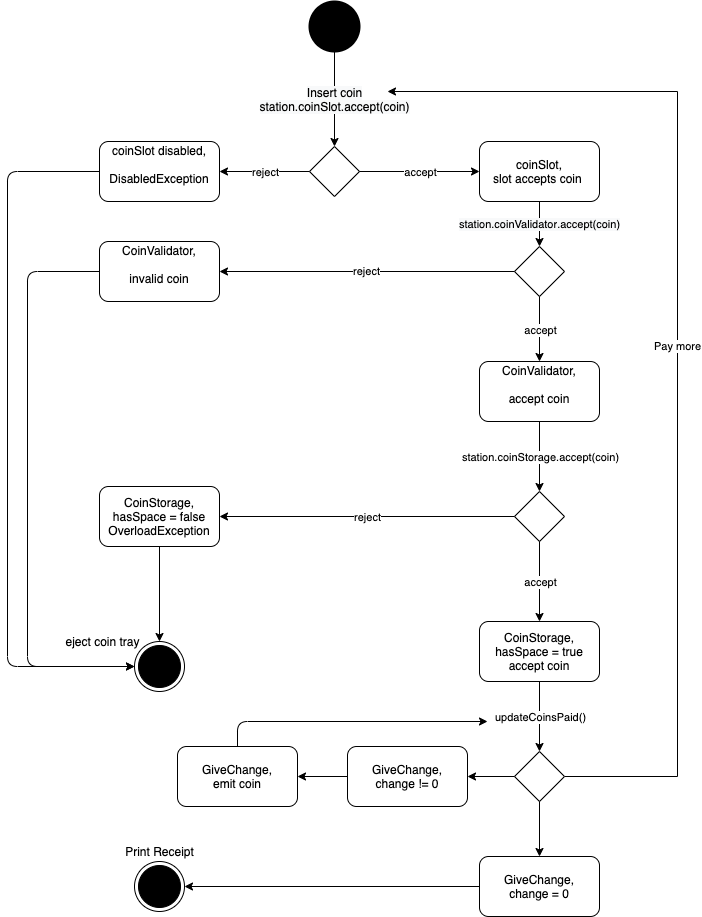 Insert coin
station.coinSlot.accept(coin)
coinSlot disabled,
DisabledException
reject
accept
coinSlot,
slot accepts coin
station.coinValidator.accept(coin)
CoinValidator,
invalid coin
reject
accept
Pay more
CoinValidator,
accept coin
station.coinStorage.accept(coin)
CoinStorage,
hasSpace = false
OverloadException
reject
accept
eject coin tray
CoinStorage,
hasSpace = true
accept coin
updateCoinsPaid()
GiveChange,
emit coin
GiveChange,
change != 0
Print Receipt
GiveChange,
change = 0